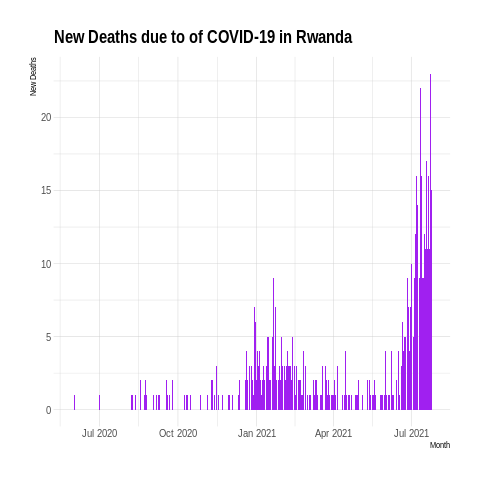 New Deaths due to of COVID-19 in Rwanda
New Deaths
20
15
10
5
0
Jul 2020 Oct 2020 Jan 2021 Apr 2021 Jul 2021
Month